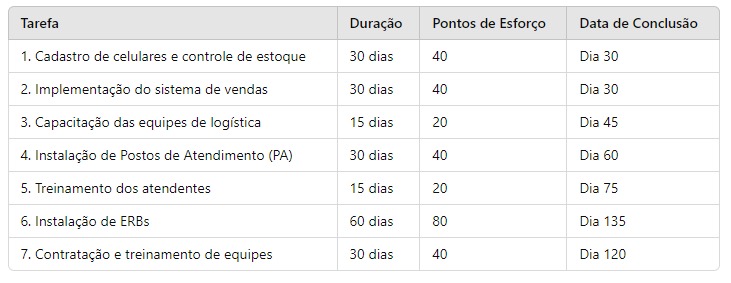 Tarefa Duração Pontos de Esforço Data de Conclusão
1. Cadastro de celulares e controle de estoque 30 dias 40 Dia 30
2. Implementação do sistema de vendas 30 dias 40 Dia 30
3. Capacitação das equipes de logística 15 dias 20 Dia 45
4. Instalação de Postos de Atendimento (PA) 30 dias 40 Dia 60
5. Treinamento dos atendentes 15 dias 20 Dia 75
6. Instalação de ERBs 60 dias 80 Dia 135
7. Contratação e treinamento de equipes 30 dias 40 Dia 120